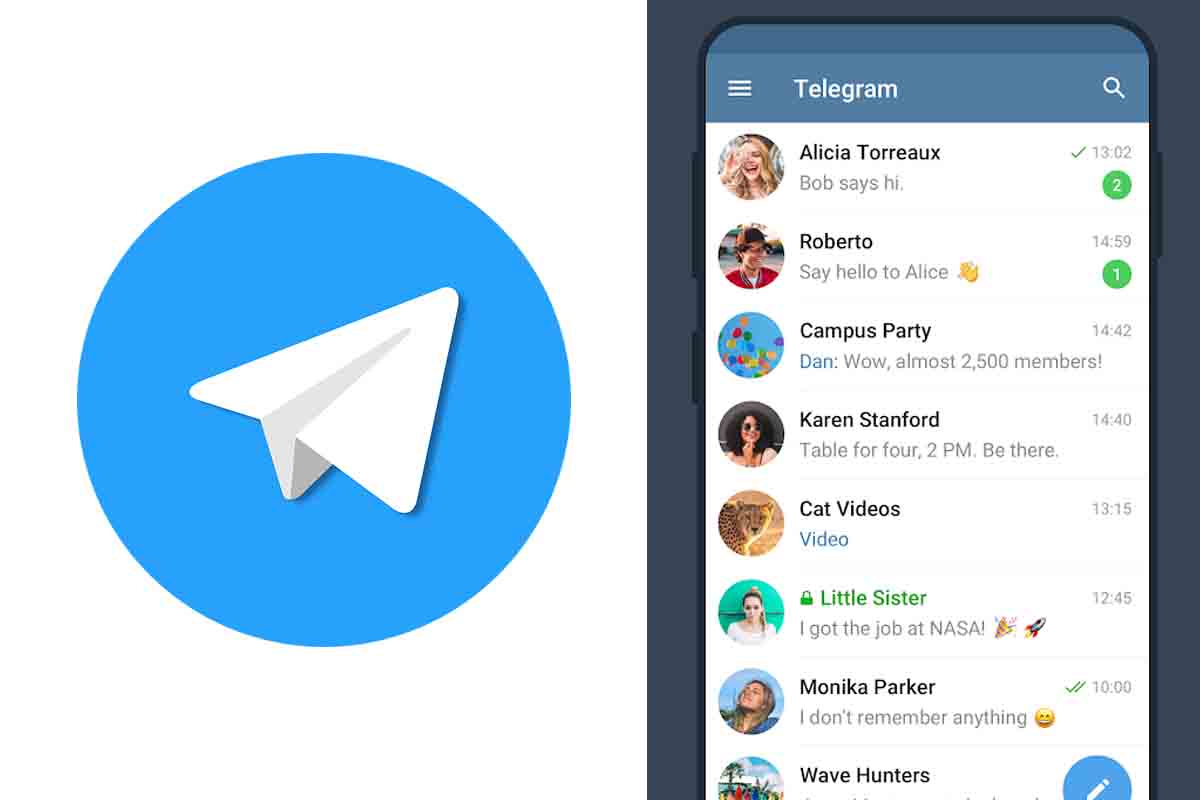 Telegram
Alicia Torreaux
13:02
Bob says hi.
2
Roberto
14:59
Say hello to Alice 👋
1
Campus Party
14:42
Dan: Wow, almost 2,500 members!
Karen Stanford
14:40
Table for four, 2 PM. Be there.
Cat Videos
13:15
Video
Little Sister
12:45
I got the job at NASA! 🎉 🚀
Monika Parker
10:00
I don't remember anything 😄
Wave Hunters